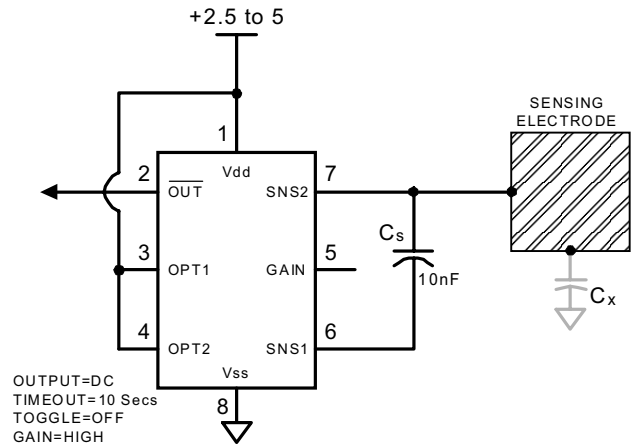 +2.5 to 5
SENSING
ELECTRODE
1
Vdd
2
OUT
SNS2
7
3
OPT1
GAIN
5
Cs
10nF
Cx
4
OPT2
SNS1
6
Vss
8
OUTPUT=DC
TIMEOUT=10 Secs
TOGGLE=OFF
GAIN=HIGH